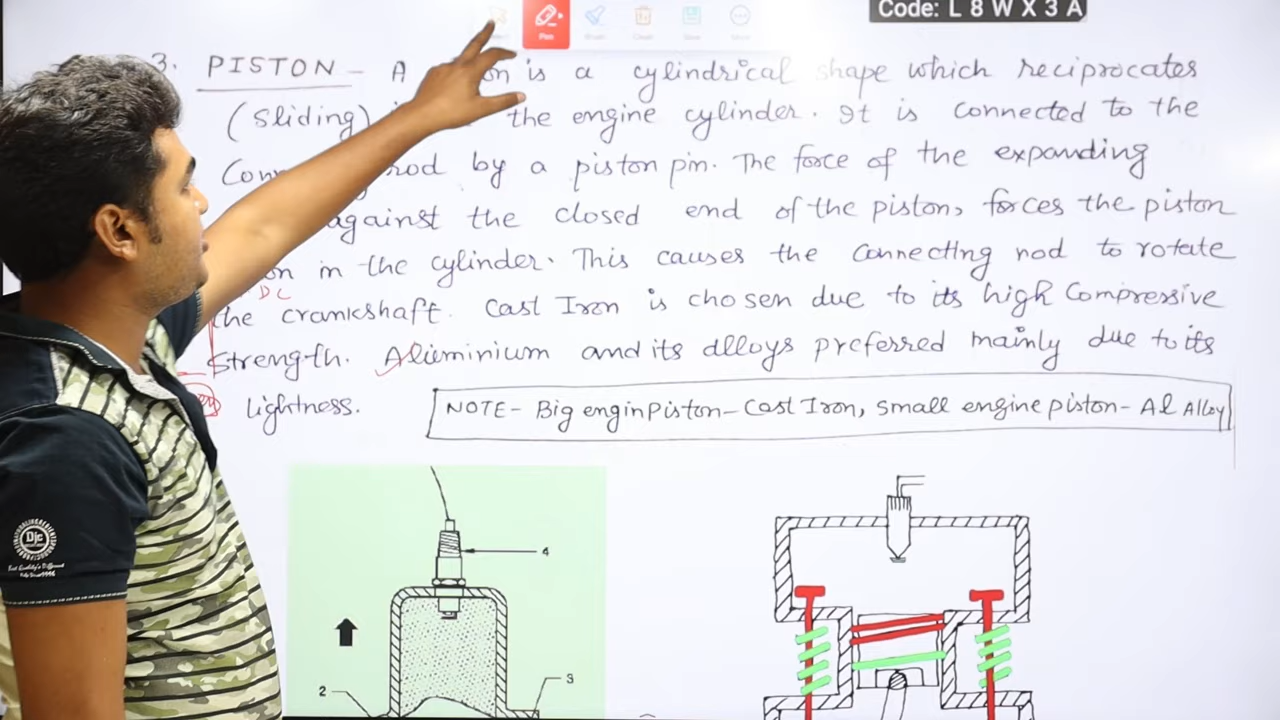 Code: L 8 W X 3 A
Pen
3. PISTON - A is a cylindrical shape which reciprocates
(sliding) the engine cylinder. It is connected to the
rod by a piston pin. The force of the expanding
against the closed end of the piston, forces the piston
in the cylinder. This causes the connecting rod to rotate
DC
the crankshaft. Cast Iron is chosen due to its high Compressive
Strength. Aluminium and its alloys preferred mainly due to its
lightness.
NOTE- Big engin Piston- Cast Iron, Small engine piston- Al Alloy
4
2
3
Djc